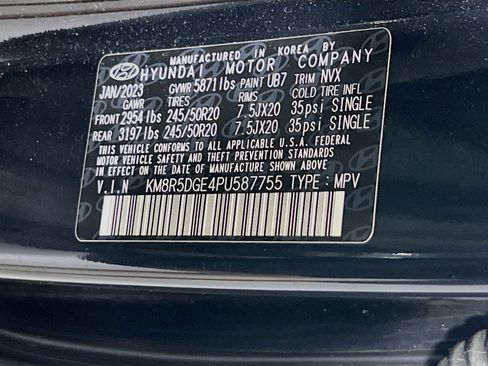 MANUFACTURED IN KOREA BY
HYUNDAI MOTOR COMPANY
JAN/2023 GVWR 5871lbs PAINT UB7 TRIM NVX
GAWR TIRES RIMS COLD TIRE INFL
FRONT 2954lbs 245/50R20 7.5JX20 35psi SINGLE
REAR 3197lbs 245/50R20 7.5JX20 35psi SINGLE
THIS VEHICLE CONFORMS TO ALL APPLICABLE U.S.A. FEDERAL
MOTOR VEHICLE SAFETY AND THEFT PREVENTION STANDARDS
IN EFFECT ON THE DATE OF MANUFACTURE SHOWN ABOVE.
V.I.N KM8R5DGE4PU587755 TYPE: MPV